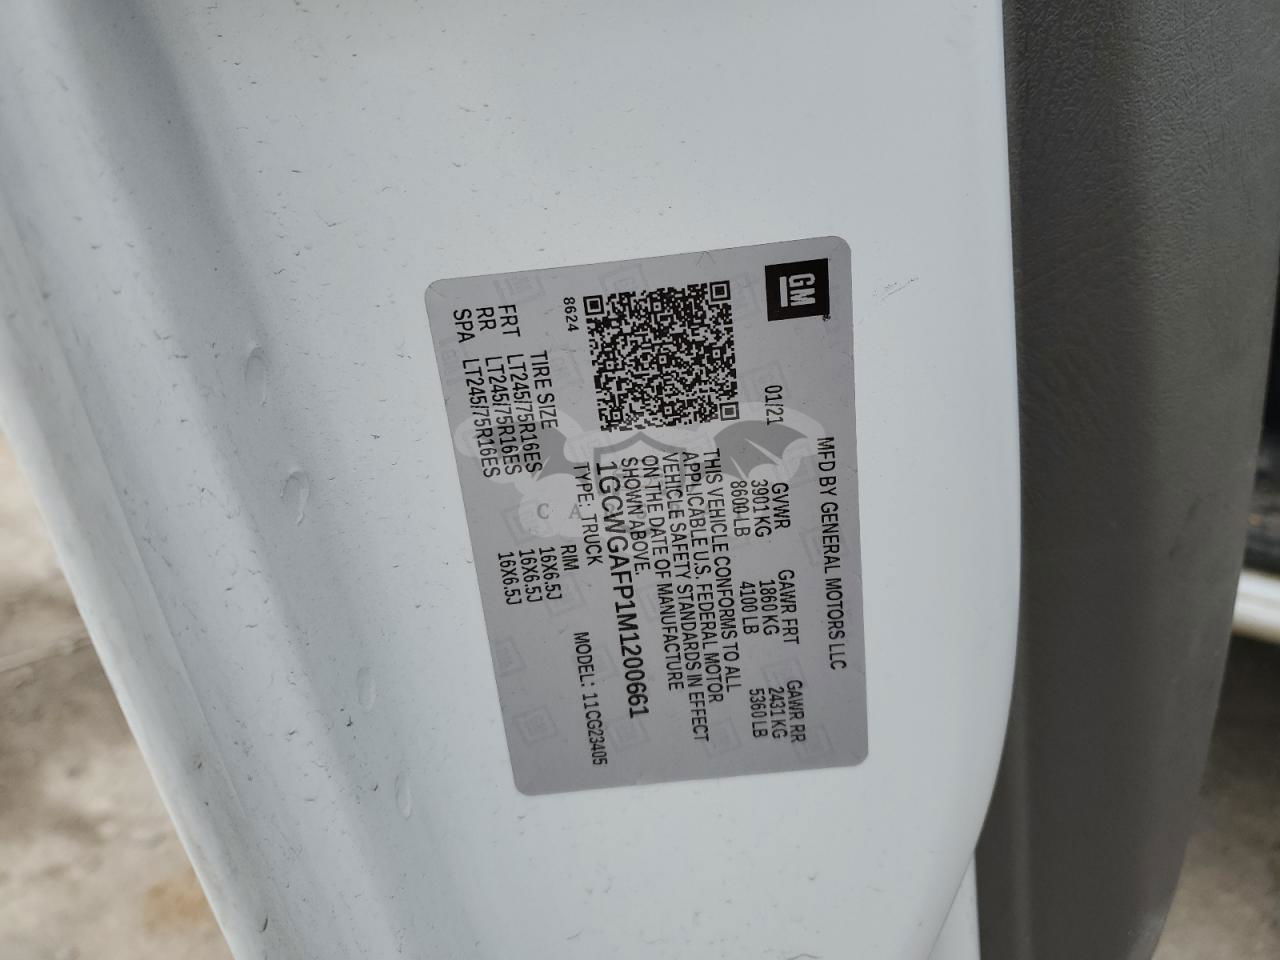 GM
MFD BY GENERAL MOTORS LLC
01/21
GVWR GAWR FRT GAWR RR
3901 KG 1860 KG 2431 KG
8600 LB 4100 LB 5360 LB
THIS VEHICLE CONFORMS TO ALL
APPLICABLE U.S. FEDERAL MOTOR
VEHICLE SAFETY STANDARDS IN EFFECT
ON THE DATE OF MANUFACTURE
SHOWN ABOVE.
1GCWGAFP1M1200661
8624 TYPE: TRUCK MODEL: 11CG23405
TIRE SIZE RIM
FRT LT245/75R16ES 16X6.5J
RR LT245/75R16ES 16X6.5J
SPA LT245/75R16ES 16X6.5J